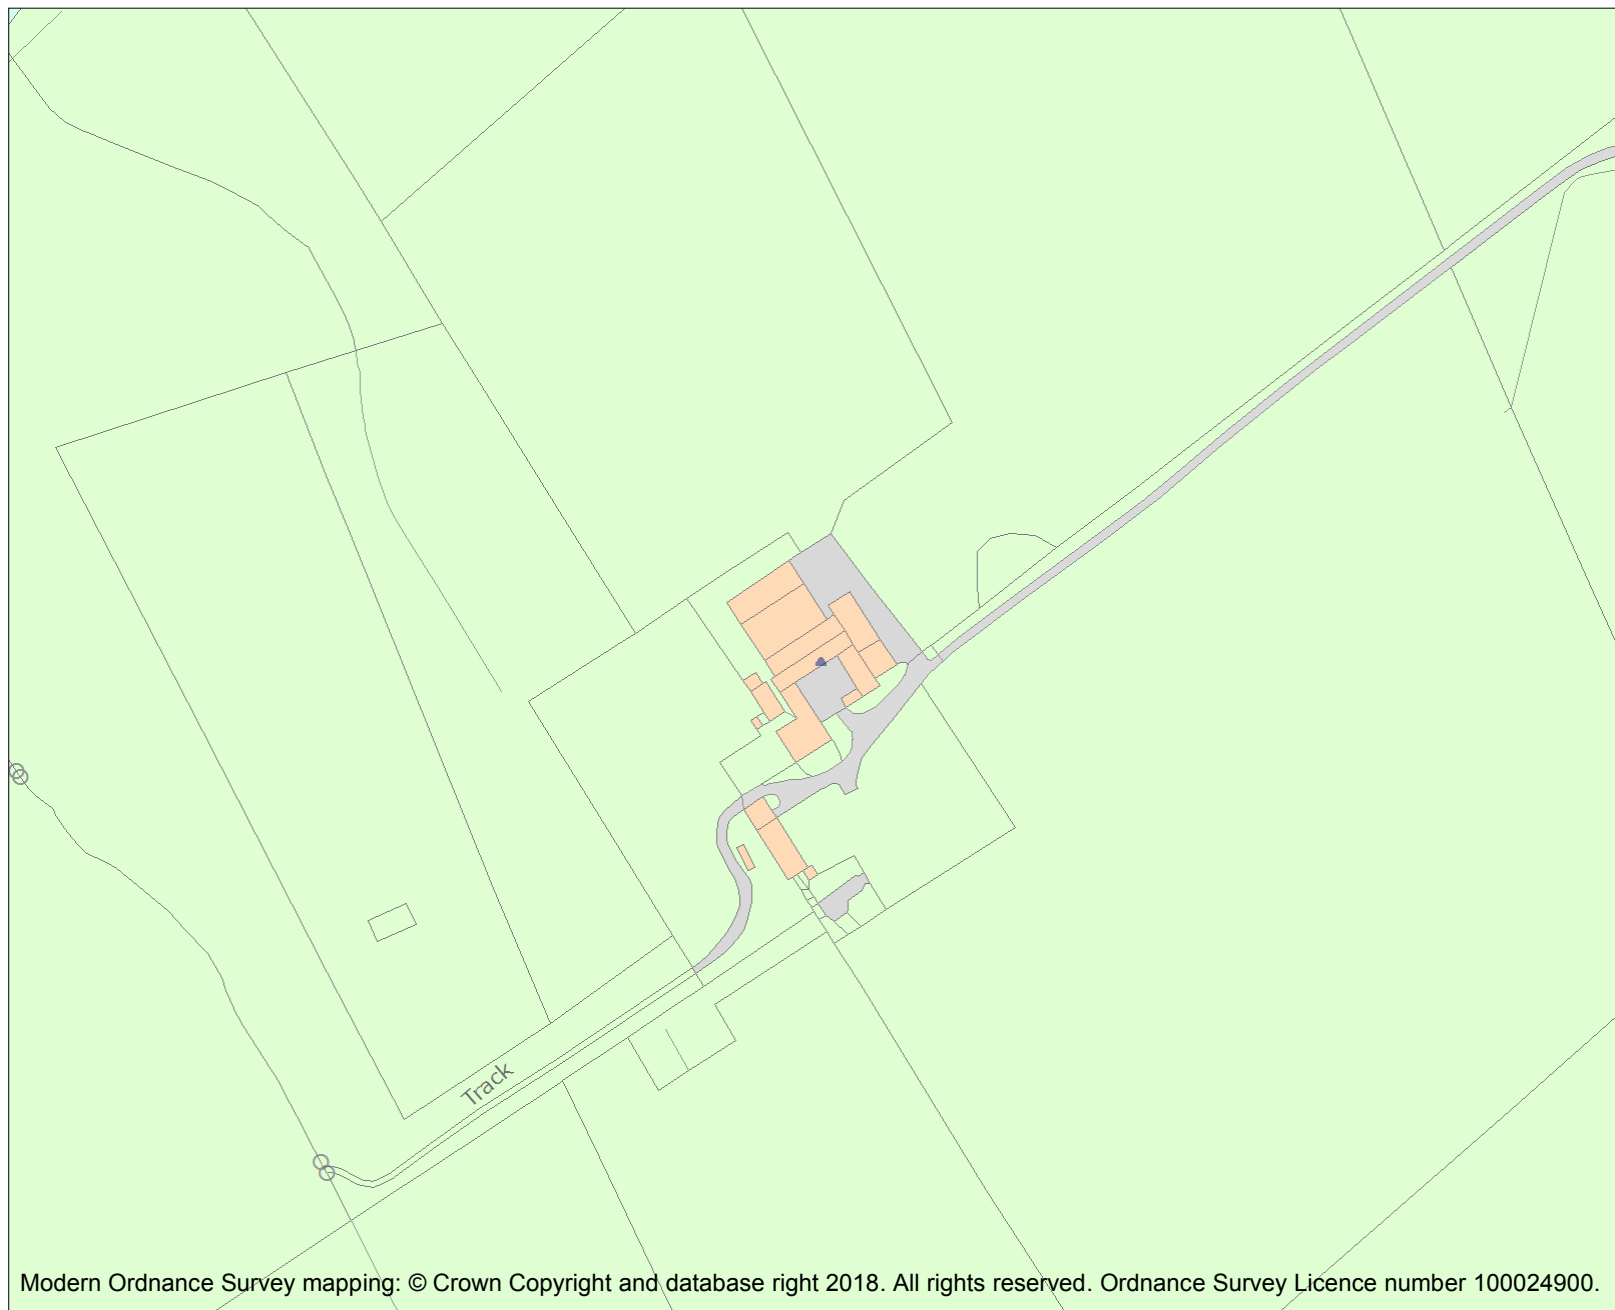 Track
Modern Ordnance Survey mapping: © Crown Copyright and database right 2018. All rights reserved. Ordnance Survey Licence number 100024900.